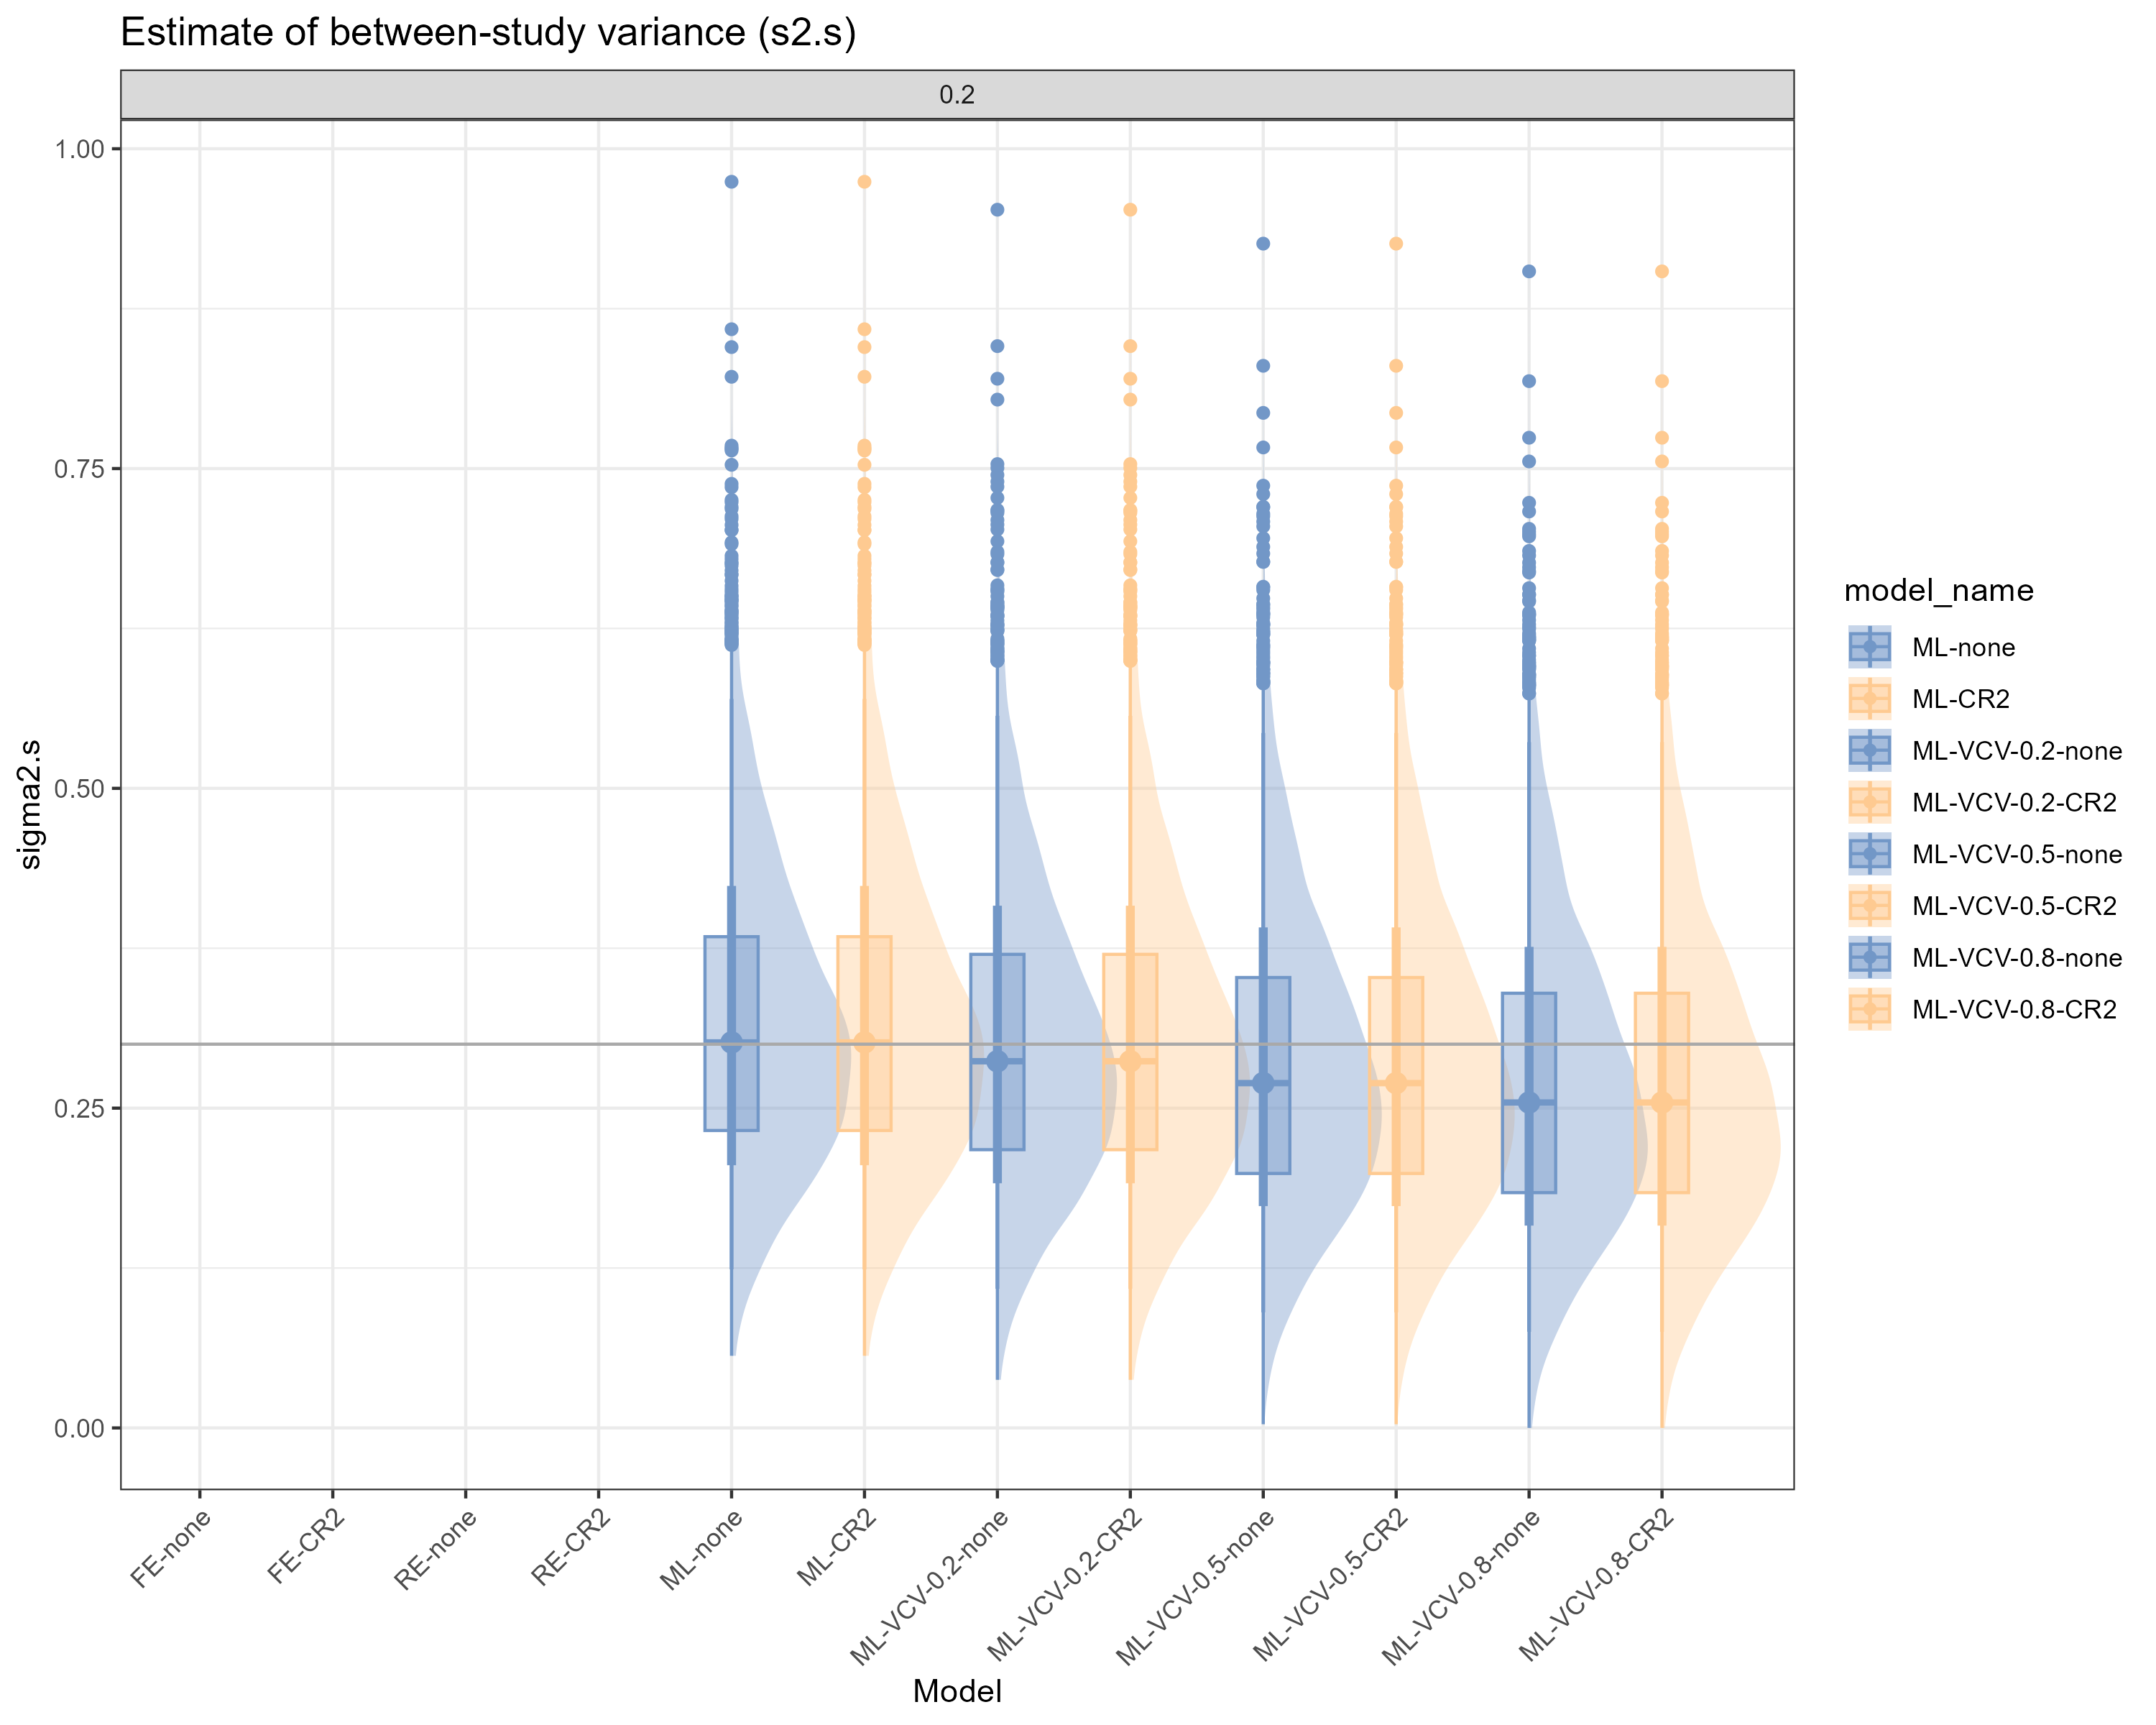 Estimate of between-study variance (s2.s)
0.2
1.00
0.75
0.50
0.25
0.00
sigma2.s
FE-none
FE-CR2
RE-none
RE-CR2
ML-none
ML-CR2
ML-VCV-0.2-none
ML-VCV-0.2-CR2
ML-VCV-0.5-none
ML-VCV-0.5-CR2
ML-VCV-0.8-none
ML-VCV-0.8-CR2
Model
model_name
ML-none
ML-CR2
ML-VCV-0.2-none
ML-VCV-0.2-CR2
ML-VCV-0.5-none
ML-VCV-0.5-CR2
ML-VCV-0.8-none
ML-VCV-0.8-CR2